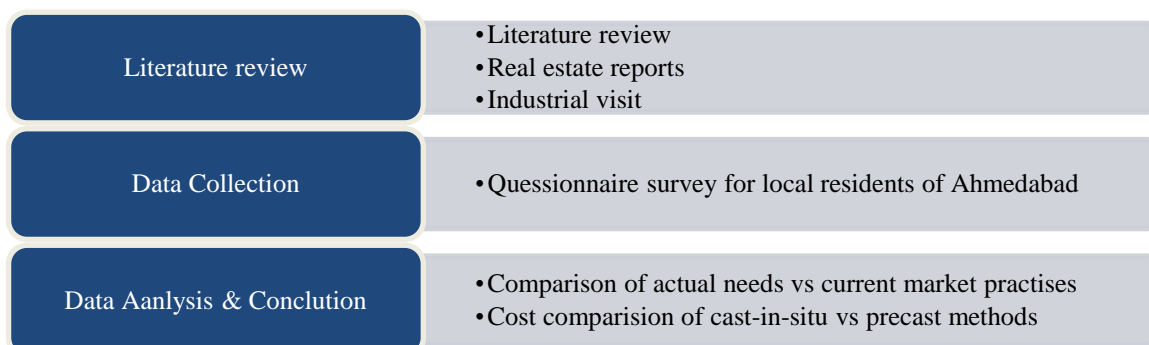 Literature review
•Literature review
•Real estate reports
•Industrial visit
Data Collection
•Quessionnaire survey for local residents of Ahmedabad
Data Aanlysis & Conclution
•Comparison of actual needs vs current market practises
•Cost comparision of cast-in-situ vs precast methods